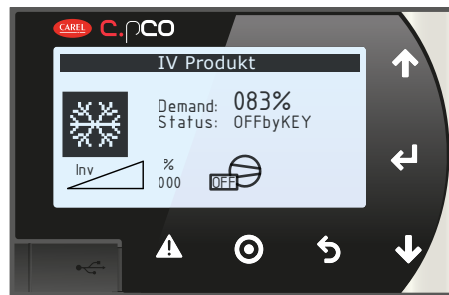 CAREL c.pCO
IV Produkt
Demand: 083%
Status: OFFbyKEY
Inv
%
000
OFF